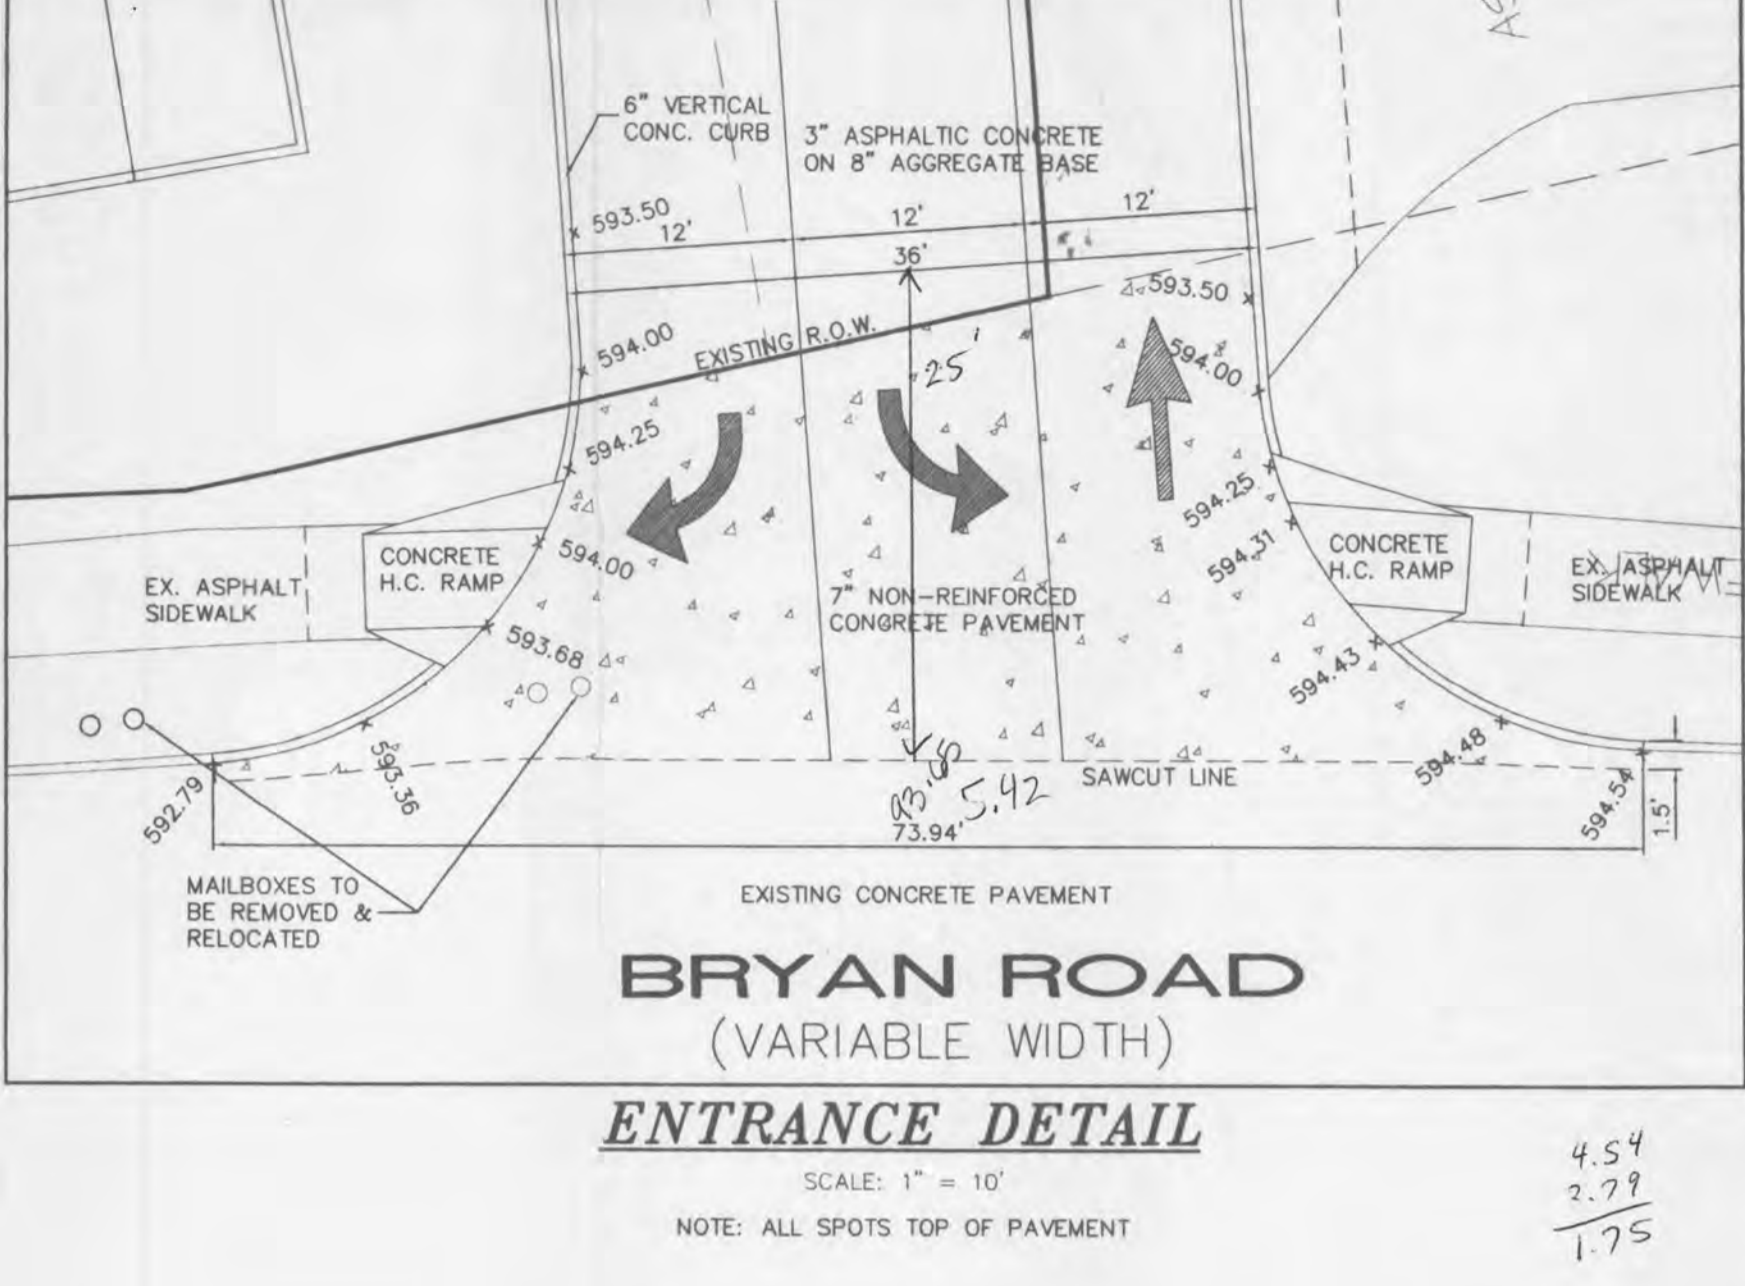 AS
6" VERTICAL
CONC. CURB
3" ASPHALTIC CONCRETE
ON 8" AGGREGATE BASE
593.50
12'
12'
12'
36'
593.50
594.00
EXISTING R.O.W.
25'
594.00
594.25
594.25
594.31
594.00
CONCRETE
H.C. RAMP
EX. ASPHALT
SIDEWALK
CONCRETE
H.C. RAMP
EX. ASPHALT
SIDEWALK
7" NON-REINFORCED
CONCRETE PAVEMENT
593.68
594.43
593.36
594.48
592.79
594.54
1.5'
SAWCUT LINE
5.42
73.94'
MAILBOXES TO
BE REMOVED &
RELOCATED
EXISTING CONCRETE PAVEMENT
BRYAN ROAD
(VARIABLE WIDTH)
ENTRANCE DETAIL
SCALE: 1" = 10'
NOTE: ALL SPOTS TOP OF PAVEMENT
4.54
2.79
1.75